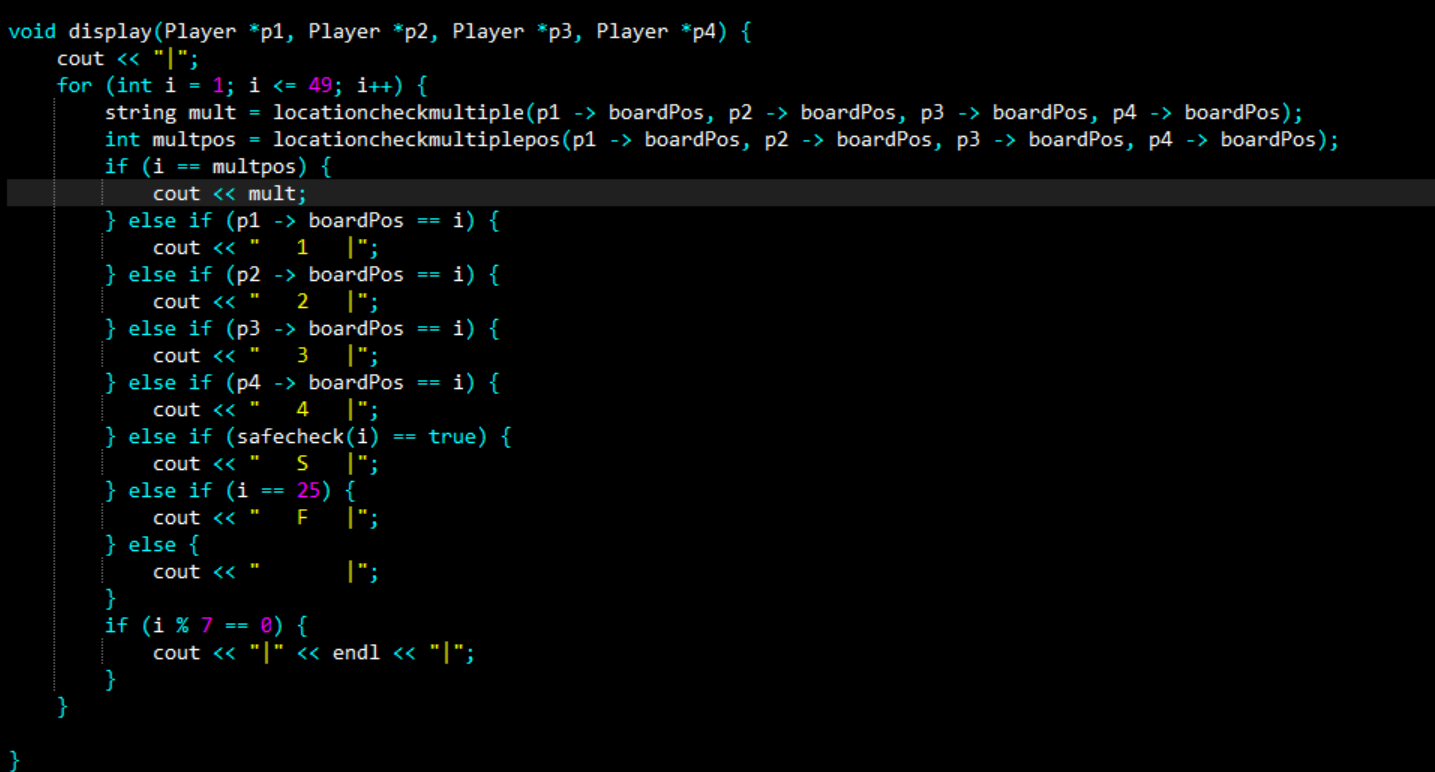 void display(Player *p1, Player *p2, Player *p3, Player *p4) {
    cout << "|";
    for (int i = 1; i <= 49; i++) {
        string mult = locationcheckmultiple(p1 -> boardPos, p2 -> boardPos, p3 -> boardPos, p4 -> boardPos);
        int multpos = locationcheckmultiplepos(p1 -> boardPos, p2 -> boardPos, p3 -> boardPos, p4 -> boardPos);
        if (i == multpos) {
            cout << mult;
        } else if (p1 -> boardPos == i) {
            cout << "   1   |";
        } else if (p2 -> boardPos == i) {
            cout << "   2   |";
        } else if (p3 -> boardPos == i) {
            cout << "   3   |";
        } else if (p4 -> boardPos == i) {
            cout << "   4   |";
        } else if (safecheck(i) == true) {
            cout << "   S   |";
        } else if (i == 25) {
            cout << "   F   |";
        } else {
            cout << "       |";
        }
        if (i % 7 == 0) {
            cout << "|" << endl << "|";
        }
    }

}